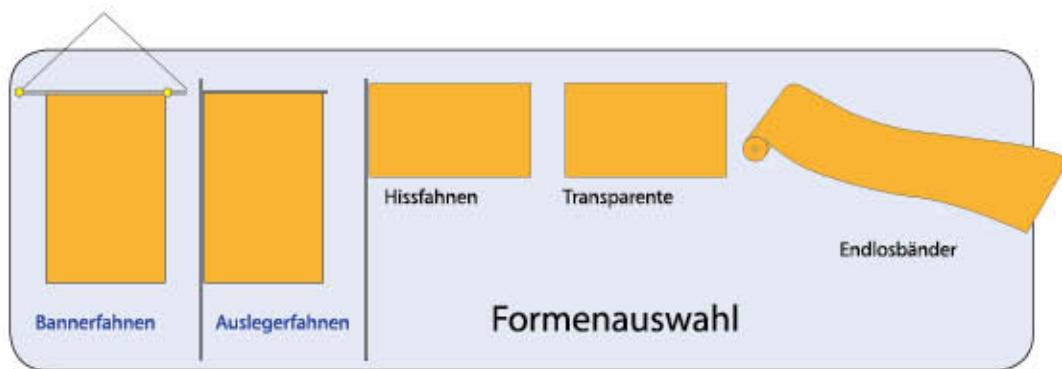 Hissfahnen
Transparente
Endlosbänder
Bannerfahnen
Auslegerfahnen
Formenauswahl